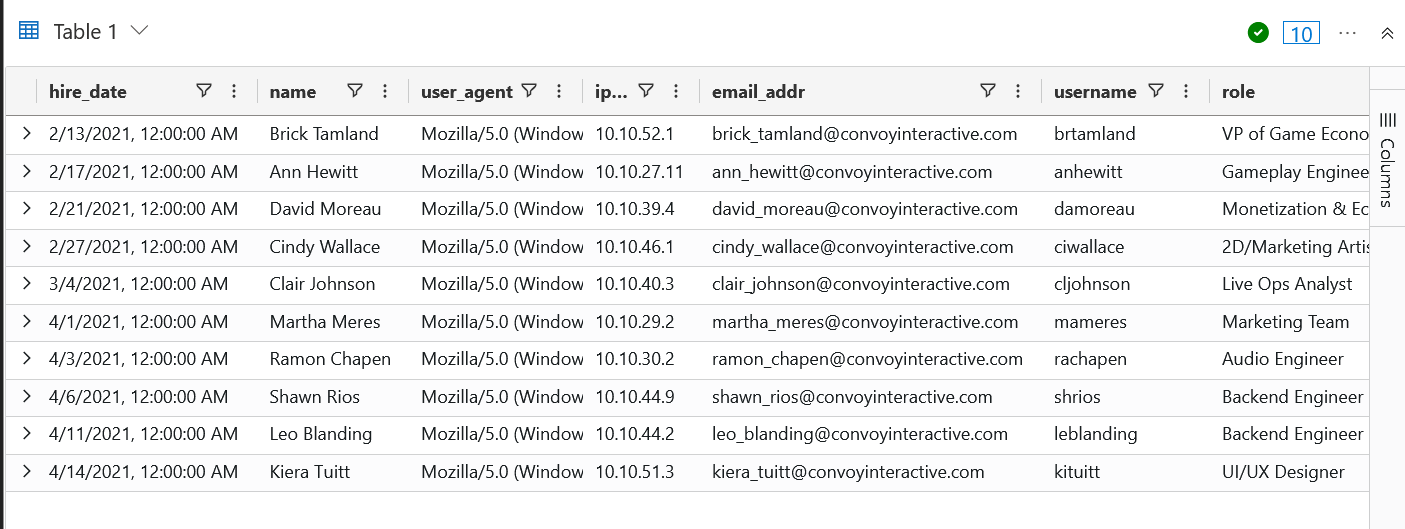 Table 1
10 ...
hire_date name user_agent ip... email_addr username role
2/13/2021, 12:00:00 AM Brick Tamland Mozilla/5.0 (Window 10.10.52.1 brick_tamland@convoyinteractive.com brtamland VP of Game Econo
2/17/2021, 12:00:00 AM Ann Hewitt Mozilla/5.0 (Window 10.10.27.11 ann_hewitt@convoyinteractive.com anhewitt Gameplay Enginee
2/21/2021, 12:00:00 AM David Moreau Mozilla/5.0 (Window 10.10.39.4 david_moreau@convoyinteractive.com damoreau Monetization & Ec
2/27/2021, 12:00:00 AM Cindy Wallace Mozilla/5.0 (Window 10.10.46.1 cindy_wallace@convoyinteractive.com ciwallace 2D/Marketing Artis
3/4/2021, 12:00:00 AM Clair Johnson Mozilla/5.0 (Window 10.10.40.3 clair_johnson@convoyinteractive.com cljohnson Live Ops Analyst
4/1/2021, 12:00:00 AM Martha Meres Mozilla/5.0 (Window 10.10.29.2 martha_meres@convoyinteractive.com mameres Marketing Team
4/3/2021, 12:00:00 AM Ramon Chapen Mozilla/5.0 (Window 10.10.30.2 ramon_chapen@convoyinteractive.com rachapen Audio Engineer
4/6/2021, 12:00:00 AM Shawn Rios Mozilla/5.0 (Window 10.10.44.9 shawn_rios@convoyinteractive.com shrios Backend Engineer
4/11/2021, 12:00:00 AM Leo Blanding Mozilla/5.0 (Window 10.10.44.2 leo_blanding@convoyinteractive.com leblanding Backend Engineer
4/14/2021, 12:00:00 AM Kiera Tuitt Mozilla/5.0 (Window 10.10.51.3 kiera_tuitt@convoyinteractive.com kituitt UI/UX Designer
Columns